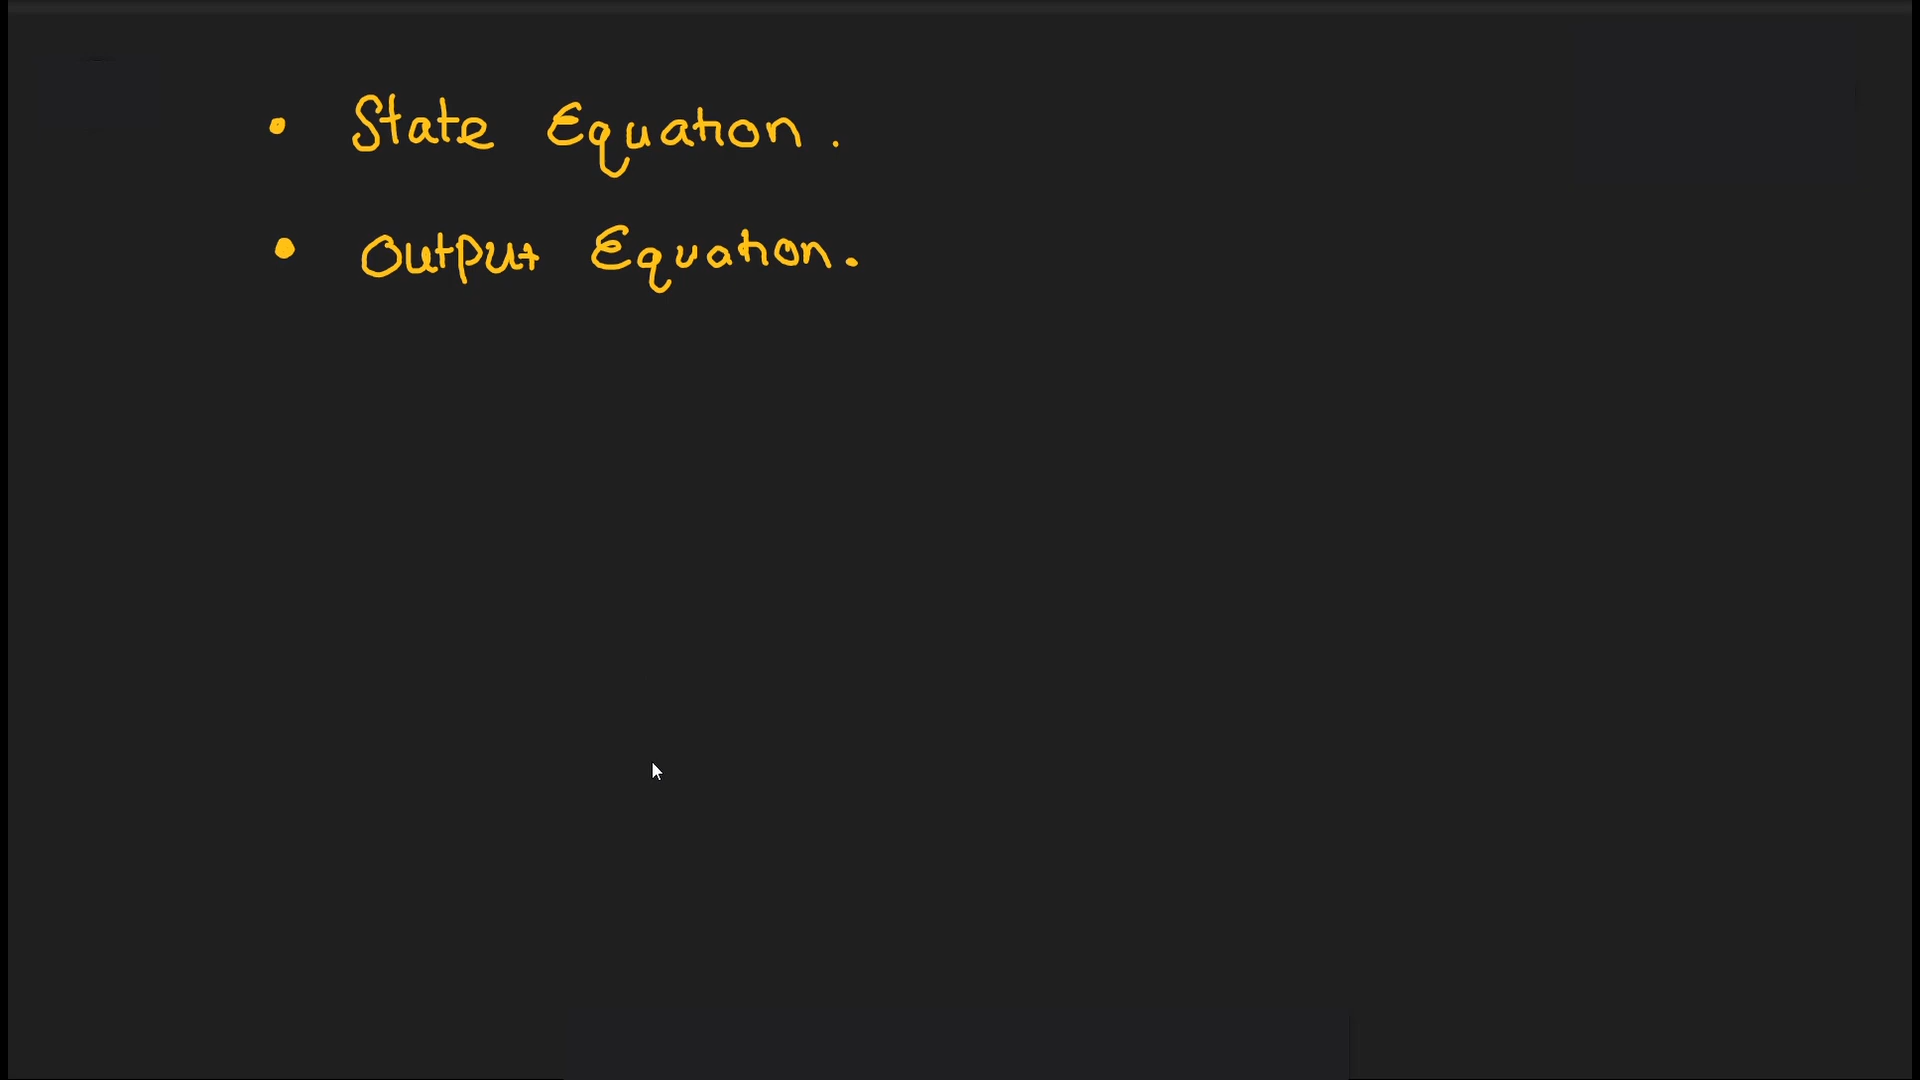 • State Equation.
• Output Equation.